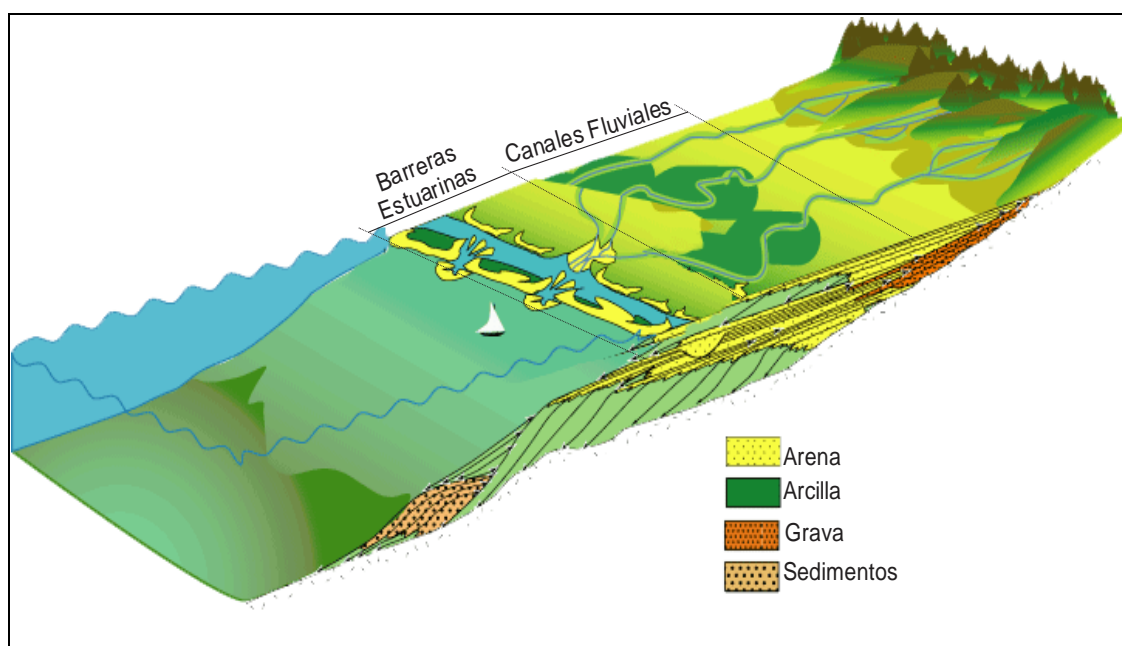 Canales Fluviales
Barreras
Estuarinas
Arena
Arcilla
Grava
Sedimentos